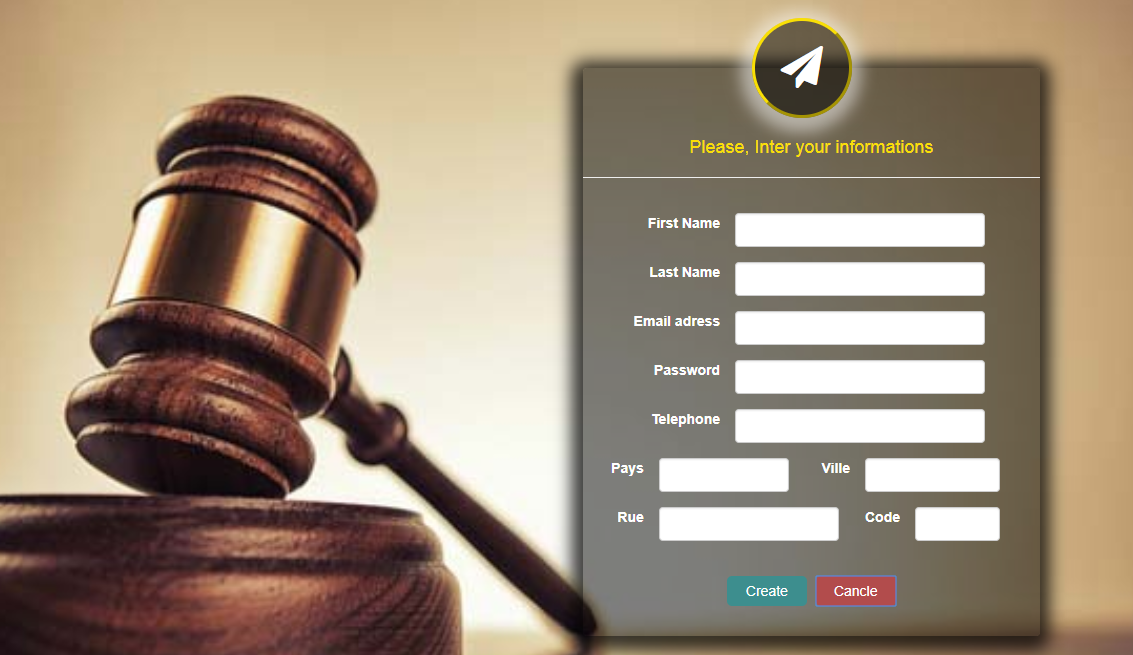 Please, Inter your informations
First Name
Last Name
Email adress
Password
Telephone
Pays Ville
Rue Code
Create Cancle